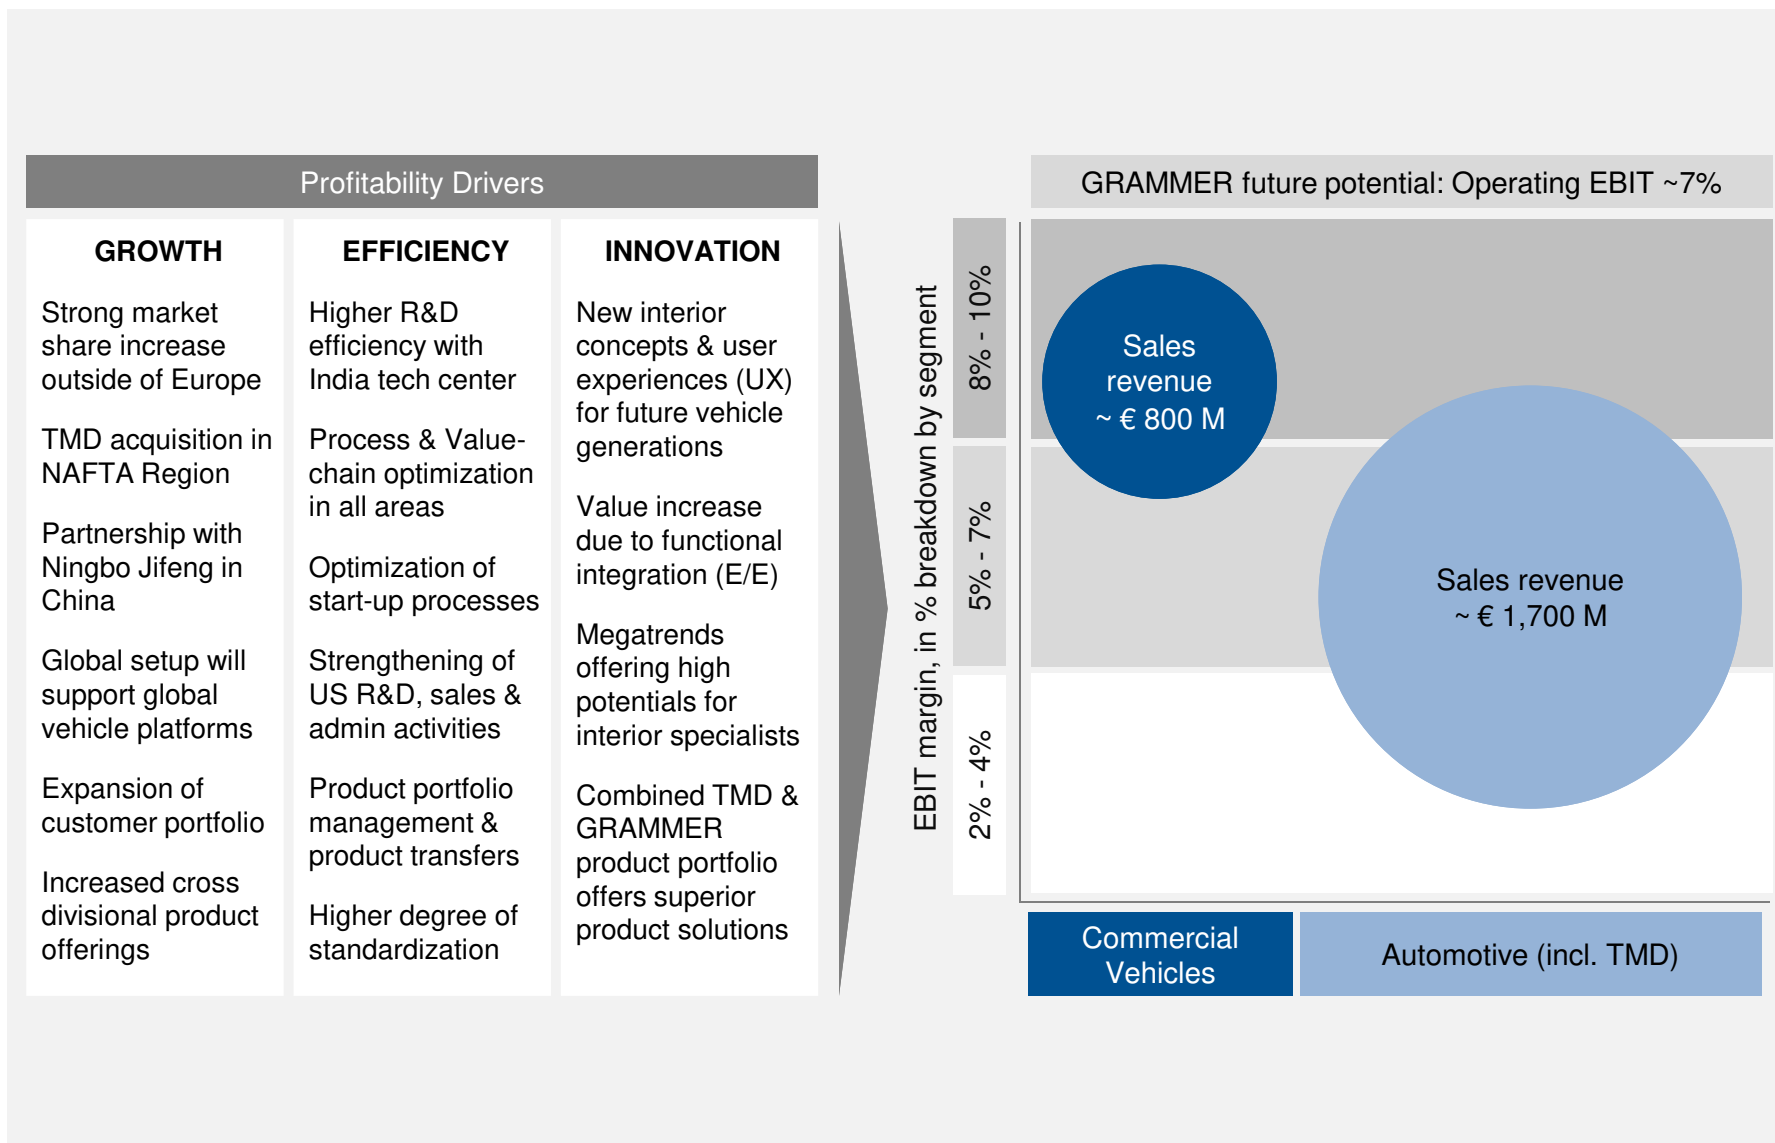 Profitability Drivers
GROWTH
Strong market
share increase
outside of Europe
TMD acquisition in
NAFTA Region
Partnership with
Ningbo Jifeng in
China
Global setup will
support global
vehicle platforms
Expansion of
customer portfolio
Increased cross
divisional product
offerings
EFFICIENCY
Higher R&D
efficiency with
India tech center
Process & Value-
chain optimization
in all areas
Optimization of
start-up processes
Strengthening of
US R&D, sales &
admin activities
Product portfolio
management &
product transfers
Higher degree of
standardization
INNOVATION
New interior
concepts & user
experiences (UX)
for future vehicle
generations
Value increase
due to functional
integration (E/E)
Megatrends
offering high
potentials for
interior specialists
Combined TMD &
GRAMMER
product portfolio
offers superior
product solutions
GRAMMER future potential: Operating EBIT ~7%
EBIT margin, in % breakdown by segment
8% - 10%
5% - 7%
2% - 4%
Sales
revenue
~ € 800 M
Sales revenue
~ € 1,700 M
Commercial
Vehicles
Automotive (incl. TMD)